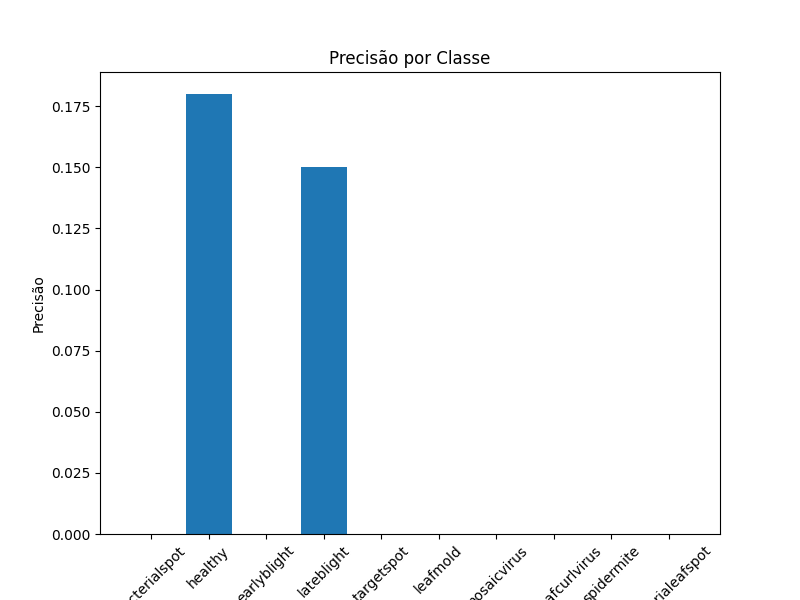 Precisão por Classe
Precisão
0.175
0.150
0.125
0.100
0.075
0.050
0.025
0.000
cterialspot
healthy
earlyblight
lateblight
targetspot
leafmold
osaicvirus
afcurlvirus
spidermite
rialeafspot